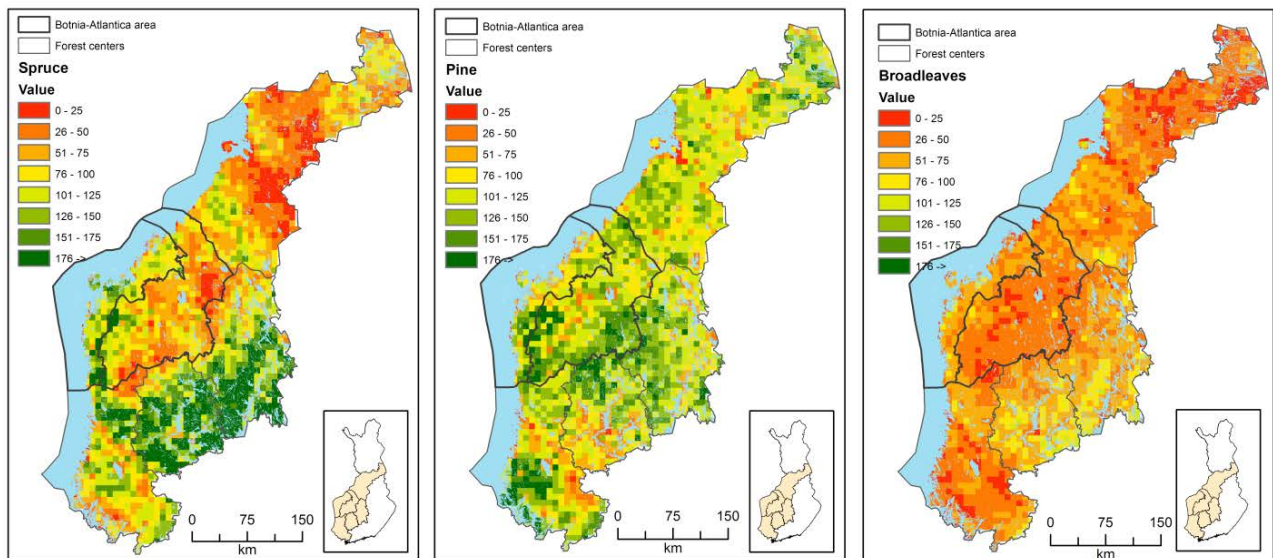 Botnia-Atlantica area
Forest centers
Spruce
Value
0 - 25
26 - 50
51 - 75
76 - 100
101 - 125
126 - 150
151 - 175
176 ->
0 75 150
km
Botnia-Atlantica area
Forest centers
Pine
Value
0 - 25
26 - 50
51 - 75
76 - 100
101 - 125
126 - 150
151 - 175
176 ->
0 75 150
km
Botnia-Atlantica area
Forest centers
Broadleaves
Value
0 - 25
26 - 50
51 - 75
76 - 100
101 - 125
126 - 150
151 - 175
176 ->
0 75 150
km